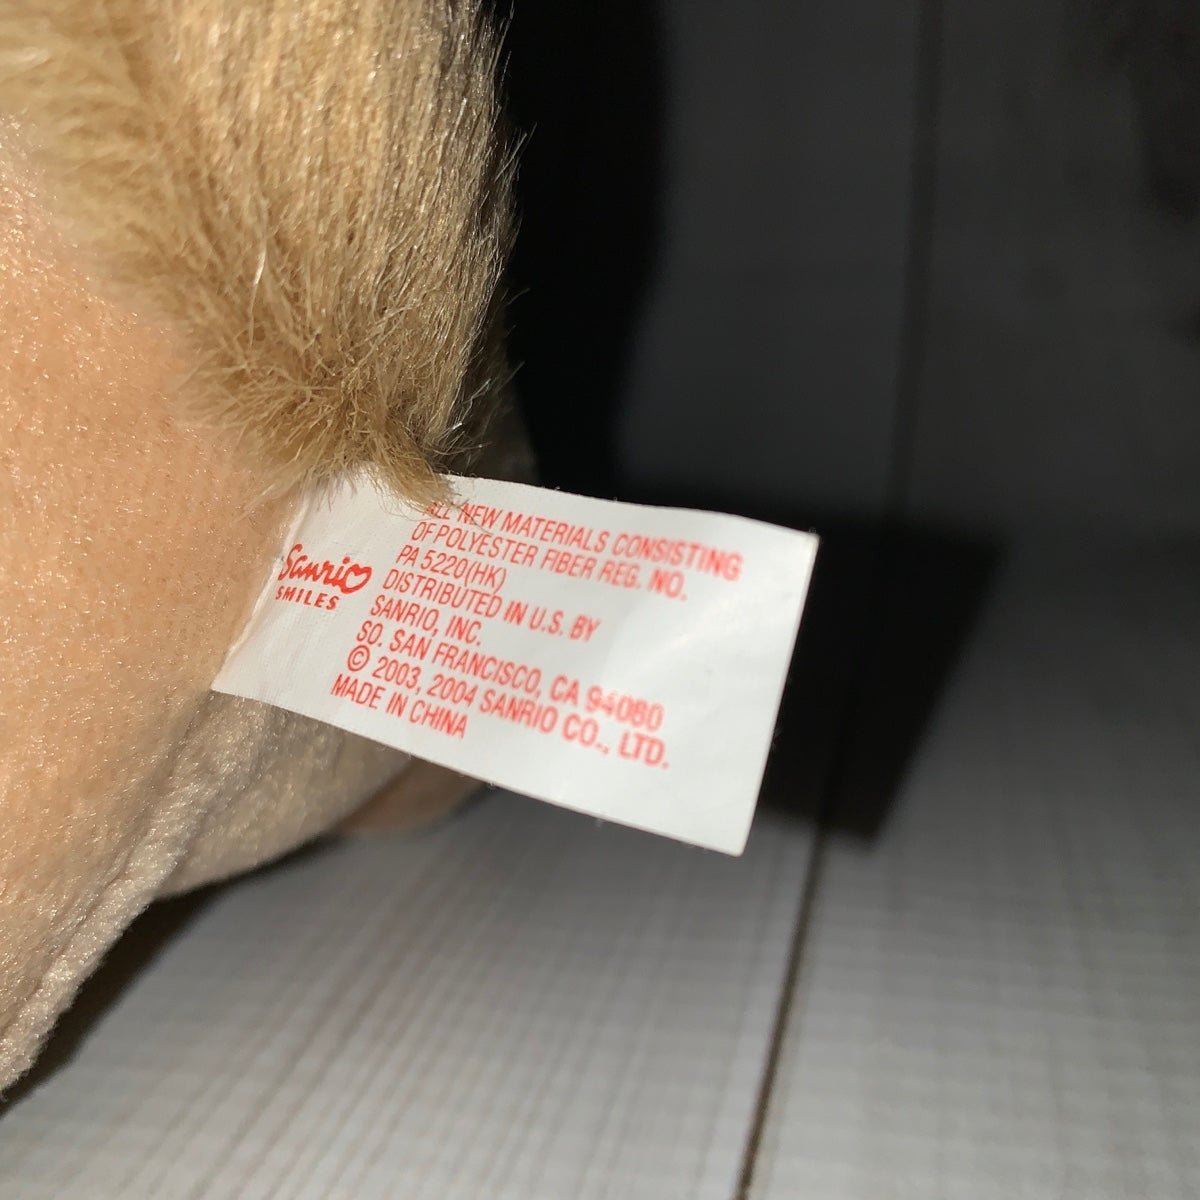 Sanrio
SMILES
ALL NEW MATERIALS CONSISTING
OF POLYESTER FIBER REG. NO.
PA 5220(HK)
DISTRIBUTED IN U.S. BY
SANRIO, INC.
SO. SAN FRANCISCO, CA 94080
© 2003, 2004 SANRIO CO., LTD.
MADE IN CHINA